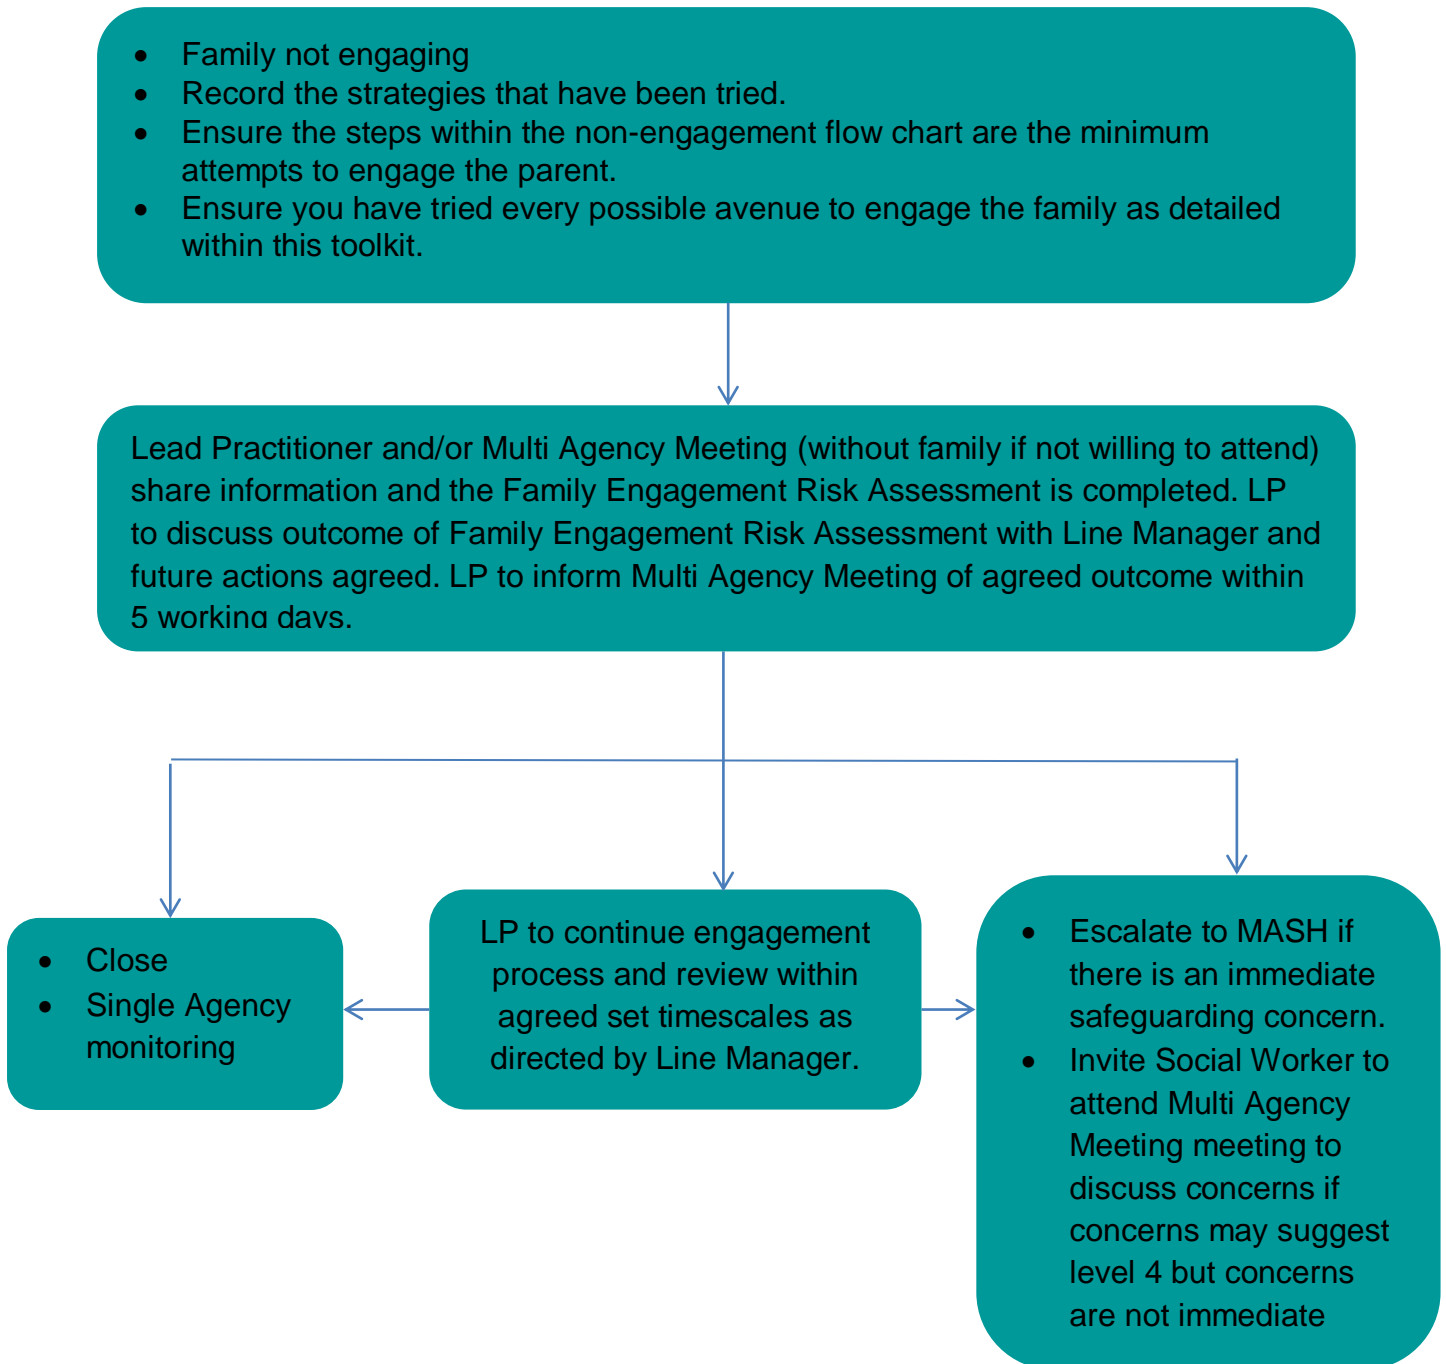 • Family not engaging
• Record the strategies that have been tried.
• Ensure the steps within the non-engagement flow chart are the minimum
attempts to engage the parent.
• Ensure you have tried every possible avenue to engage the family as detailed
within this toolkit.
Lead Practitioner and/or Multi Agency Meeting (without family if not willing to attend)
share information and the Family Engagement Risk Assessment is completed. LP
to discuss outcome of Family Engagement Risk Assessment with Line Manager and
future actions agreed. LP to inform Multi Agency Meeting of agreed outcome within
5 working days.
• Close
• Single Agency
monitoring
LP to continue engagement
process and review within
agreed set timescales as
directed by Line Manager.
• Escalate to MASH if
there is an immediate
safeguarding concern.
• Invite Social Worker to
attend Multi Agency
Meeting meeting to
discuss concerns if
concerns may suggest
level 4 but concerns
are not immediate